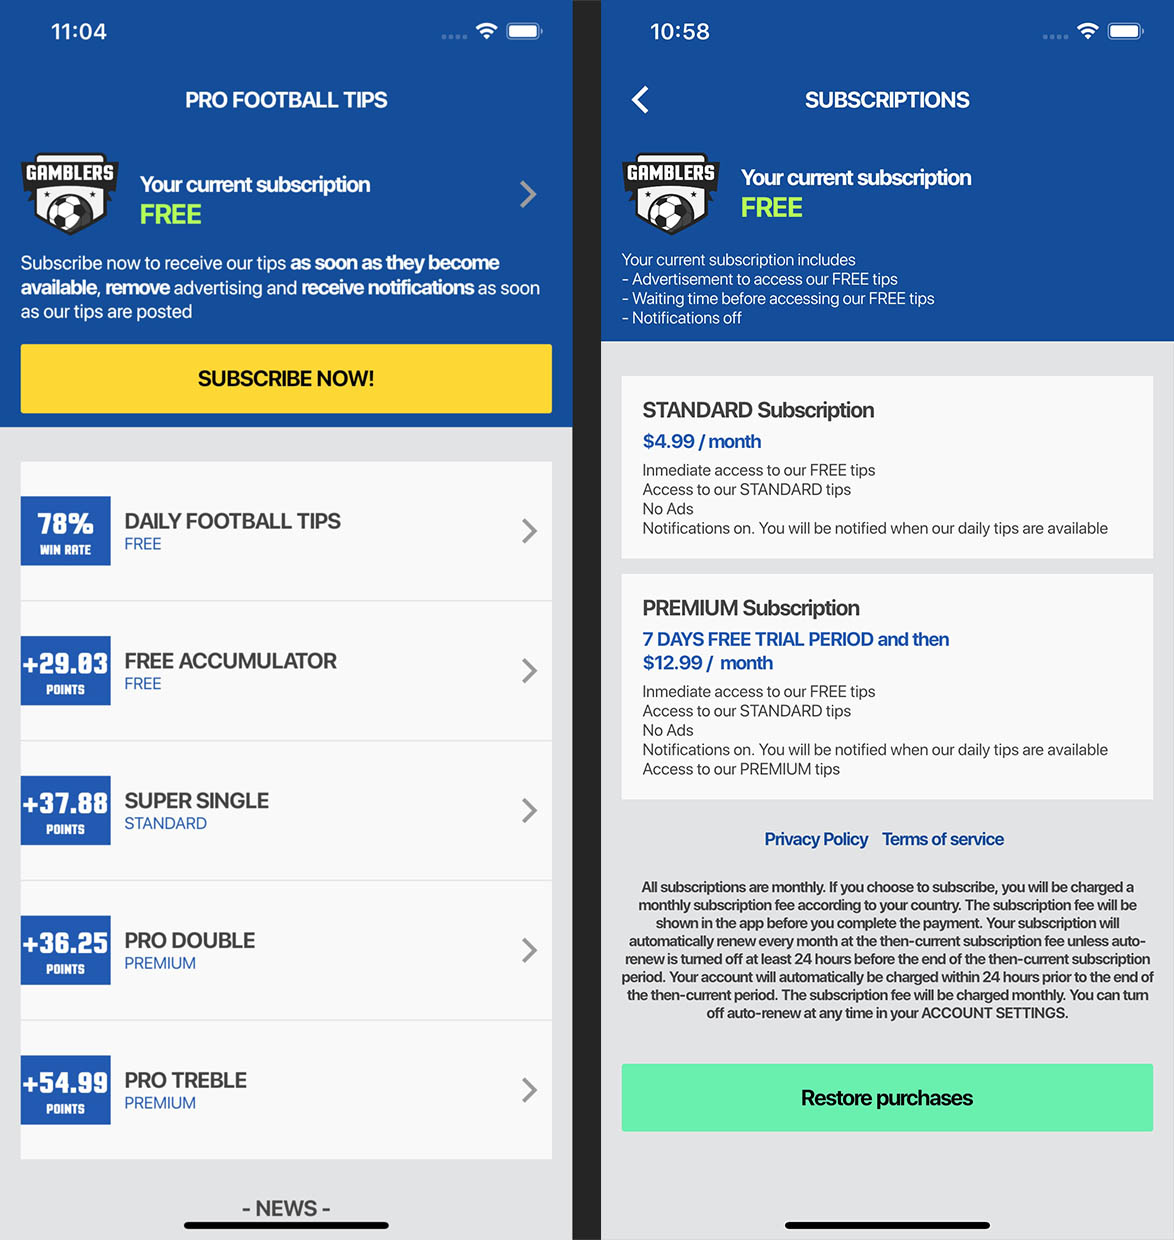 11:04
PRO FOOTBALL TIPS
GAMBLERS
Your current subscription
FREE
Subscribe now to receive our tips as soon as they become
available, remove advertising and receive notifications as soon
as our tips are posted
SUBSCRIBE NOW!
78%
WIN RATE
DAILY FOOTBALL TIPS
FREE
+29.03
POINTS
FREE ACCUMULATOR
FREE
+37.88
POINTS
SUPER SINGLE
STANDARD
+36.25
POINTS
PRO DOUBLE
PREMIUM
+54.99
POINTS
PRO TREBLE
PREMIUM
- NEWS -
10:58
SUBSCRIPTIONS
GAMBLERS
Your current subscription
FREE
Your current subscription includes
- Advertisement to access our FREE tips
- Waiting time before accessing our FREE tips
- Notifications off
STANDARD Subscription
$4.99 / month
Inmediate access to our FREE tips
Access to our STANDARD tips
No Ads
Notifications on. You will be notified when our daily tips are available
PREMIUM Subscription
7 DAYS FREE TRIAL PERIOD and then
$12.99 / month
Inmediate access to our FREE tips
Access to our STANDARD tips
No Ads
Notifications on. You will be notified when our daily tips are available
Access to our PREMIUM tips
Privacy Policy Terms of service
All subscriptions are monthly. If you choose to subscribe, you will be charged a
monthly subscription fee according to your country. The subscription fee will be
shown in the app before you complete the payment. Your subscription will
automatically renew every month at the then-current subscription fee unless auto-
renew is turned off at least 24 hours before the end of the then-current subscription
period. Your account will automatically be charged within 24 hours prior to the end of
the then-current period. The subscription fee will be charged monthly. You can turn
off auto-renew at any time in your ACCOUNT SETTINGS.
Restore purchases